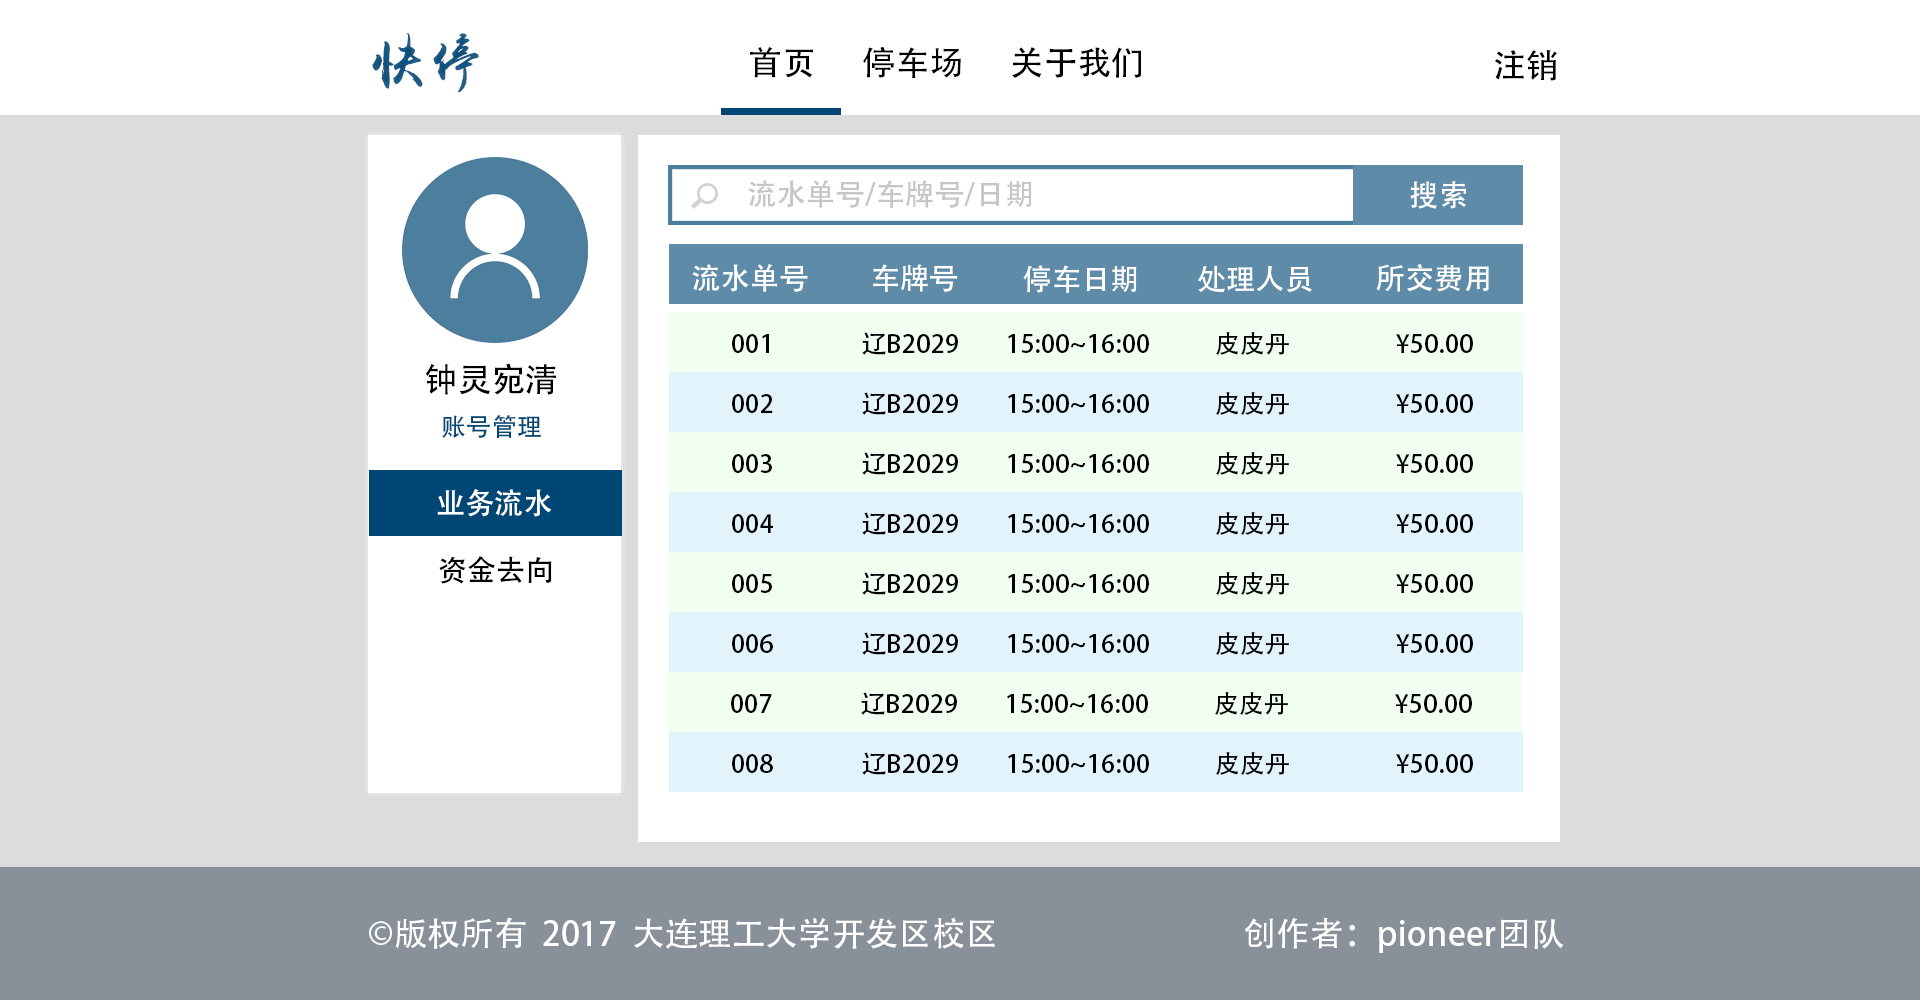 快停
首页 停车场 关于我们
注销
钟灵宛清
账号管理
业务流水
资金去向
流水单号/车牌号/日期
搜索
流水单号 车牌号 停车日期 处理人员 所交费用
001 辽B2029 15:00~16:00 皮皮丹 ¥50.00
002 辽B2029 15:00~16:00 皮皮丹 ¥50.00
003 辽B2029 15:00~16:00 皮皮丹 ¥50.00
004 辽B2029 15:00~16:00 皮皮丹 ¥50.00
005 辽B2029 15:00~16:00 皮皮丹 ¥50.00
006 辽B2029 15:00~16:00 皮皮丹 ¥50.00
007 辽B2029 15:00~16:00 皮皮丹 ¥50.00
008 辽B2029 15:00~16:00 皮皮丹 ¥50.00
©版权所有 2017 大连理工大学开发区校区
创作者：pioneer团队